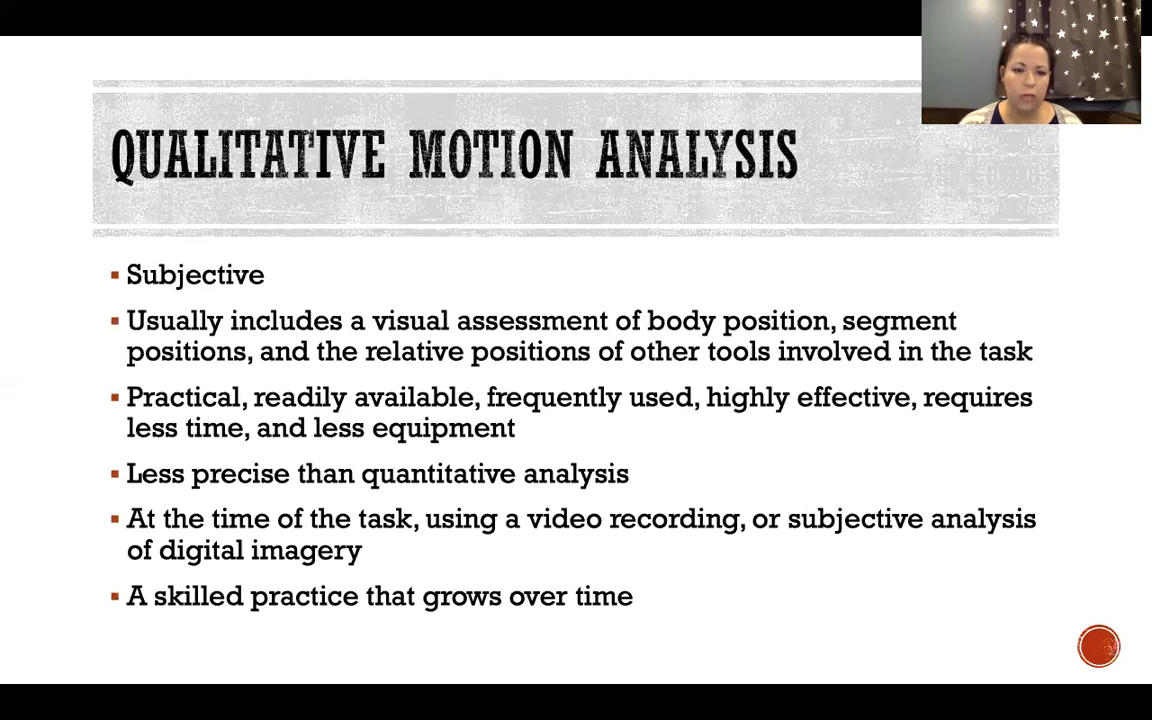 QUALITATIVE MOTION ANALYSIS
Subjective
Usually includes a visual assessment of body position, segment
positions, and the relative positions of other tools involved in the task
Practical, readily available, frequently used, highly effective, requires
less time, and less equipment
Less precise than quantitative analysis
At the time of the task, using a video recording, or subjective analysis
of digital imagery
A skilled practice that grows over time